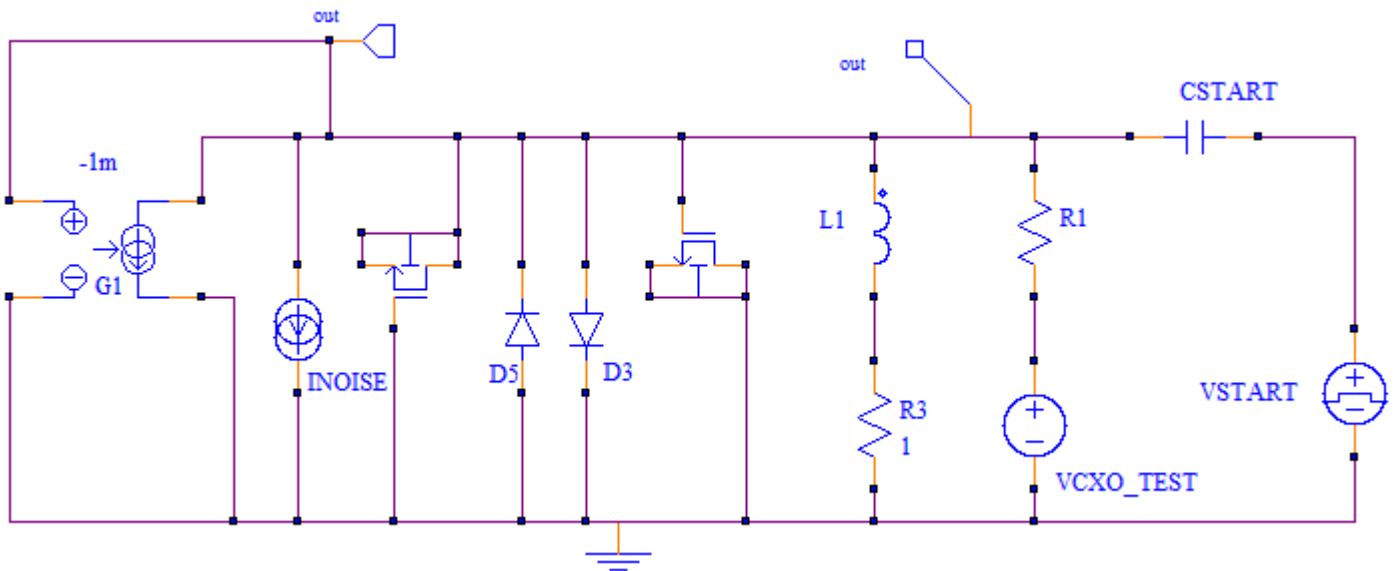 out
out
CSTART
-1m
L1
R1
G1
INOISE
D5
D3
VSTART
R3
1
VCXO_TEST